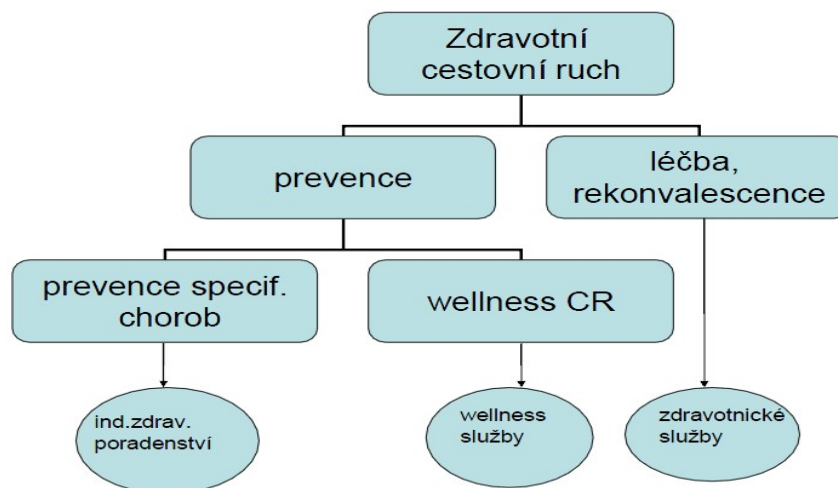 Zdravotní
cestovní ruch
prevence
léčba,
rekonvalescence
prevence specif.
chorob
wellness CR
ind.zdrav.
poradenství
wellness
služby
zdravotnické
služby